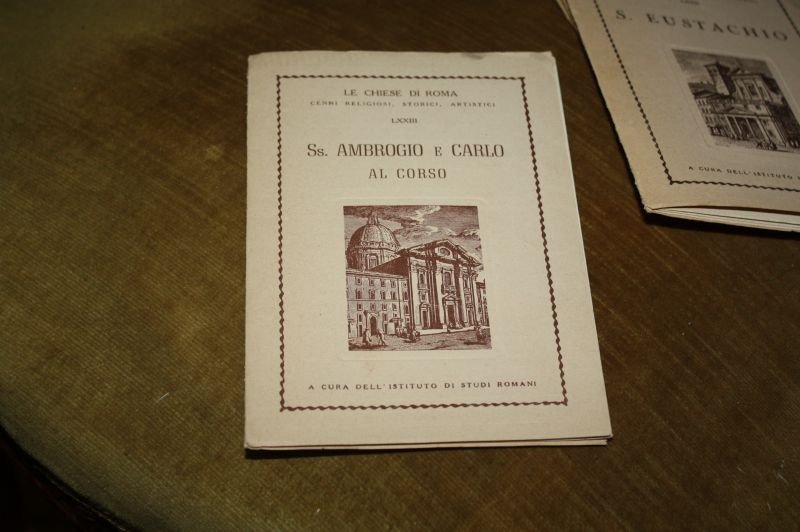 LE CHIESE DI ROMA
CENNI RELIGIOSI, STORICI, ARTISTICI
LXXIII
Ss. AMBROGIO E CARLO
AL CORSO
A CURA DELL'ISTITUTO DI STUDI ROMANI
S. EUSTACHIO
A CURA DELL'ISTITUTO